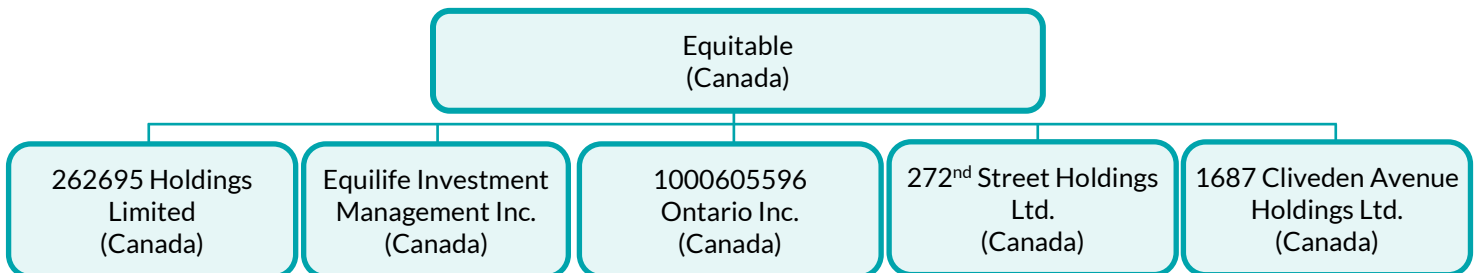 Equitable
(Canada)
262695 Holdings
Limited
(Canada)
Equilife Investment
Management Inc.
(Canada)
1000605596
Ontario Inc.
(Canada)
272nd Street Holdings
Ltd.
(Canada)
1687 Cliveden Avenue
Holdings Ltd.
(Canada)